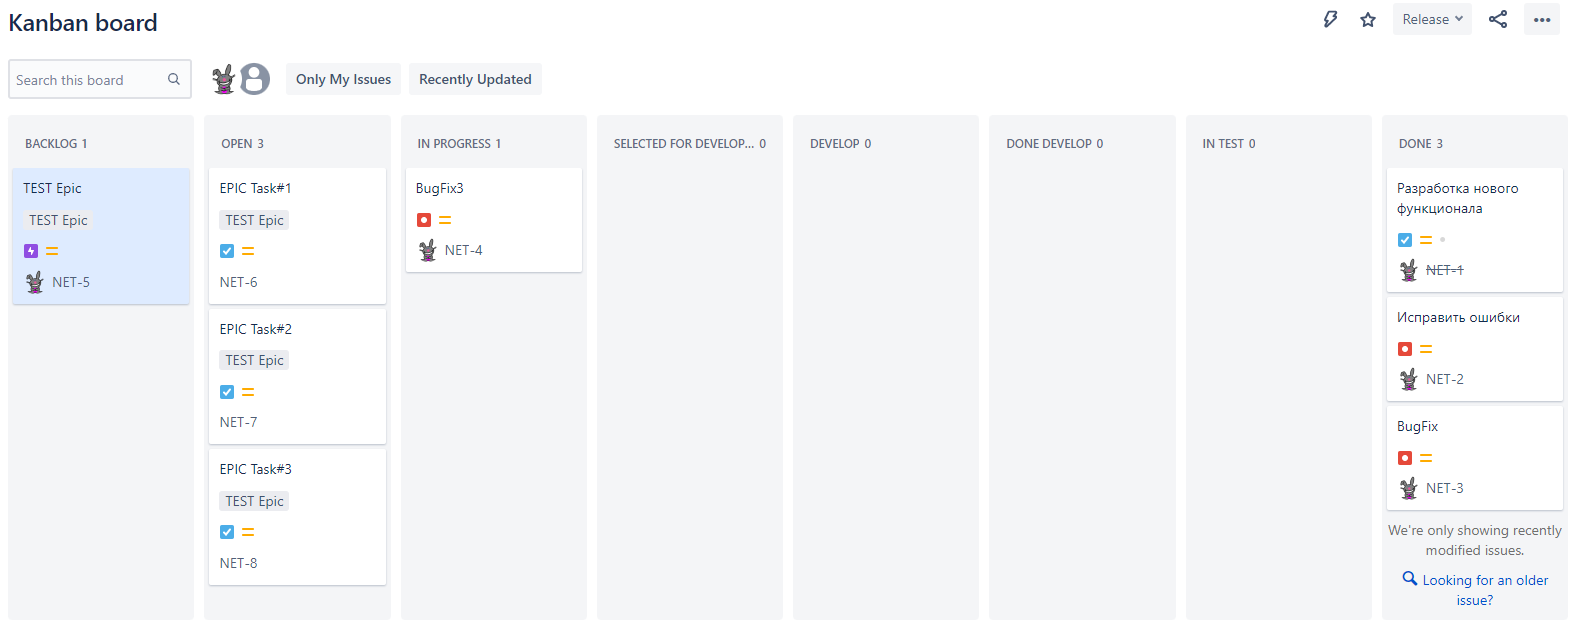 Kanban board
Release
Search this board
Only My Issues
Recently Updated
BACKLOG 1
TEST Epic
TEST Epic
NET-5
OPEN 3
EPIC Task#1
TEST Epic
NET-6
EPIC Task#2
TEST Epic
NET-7
EPIC Task#3
TEST Epic
NET-8
IN PROGRESS 1
BugFix3
NET-4
SELECTED FOR DEVELOP... 0
DEVELOP 0
DONE DEVELOP 0
IN TEST 0
DONE 3
Разработка нового
функционала
NET-1
Исправить ошибки
NET-2
BugFix
NET-3
We're only showing recently
modified issues.
Looking for an older
issue?